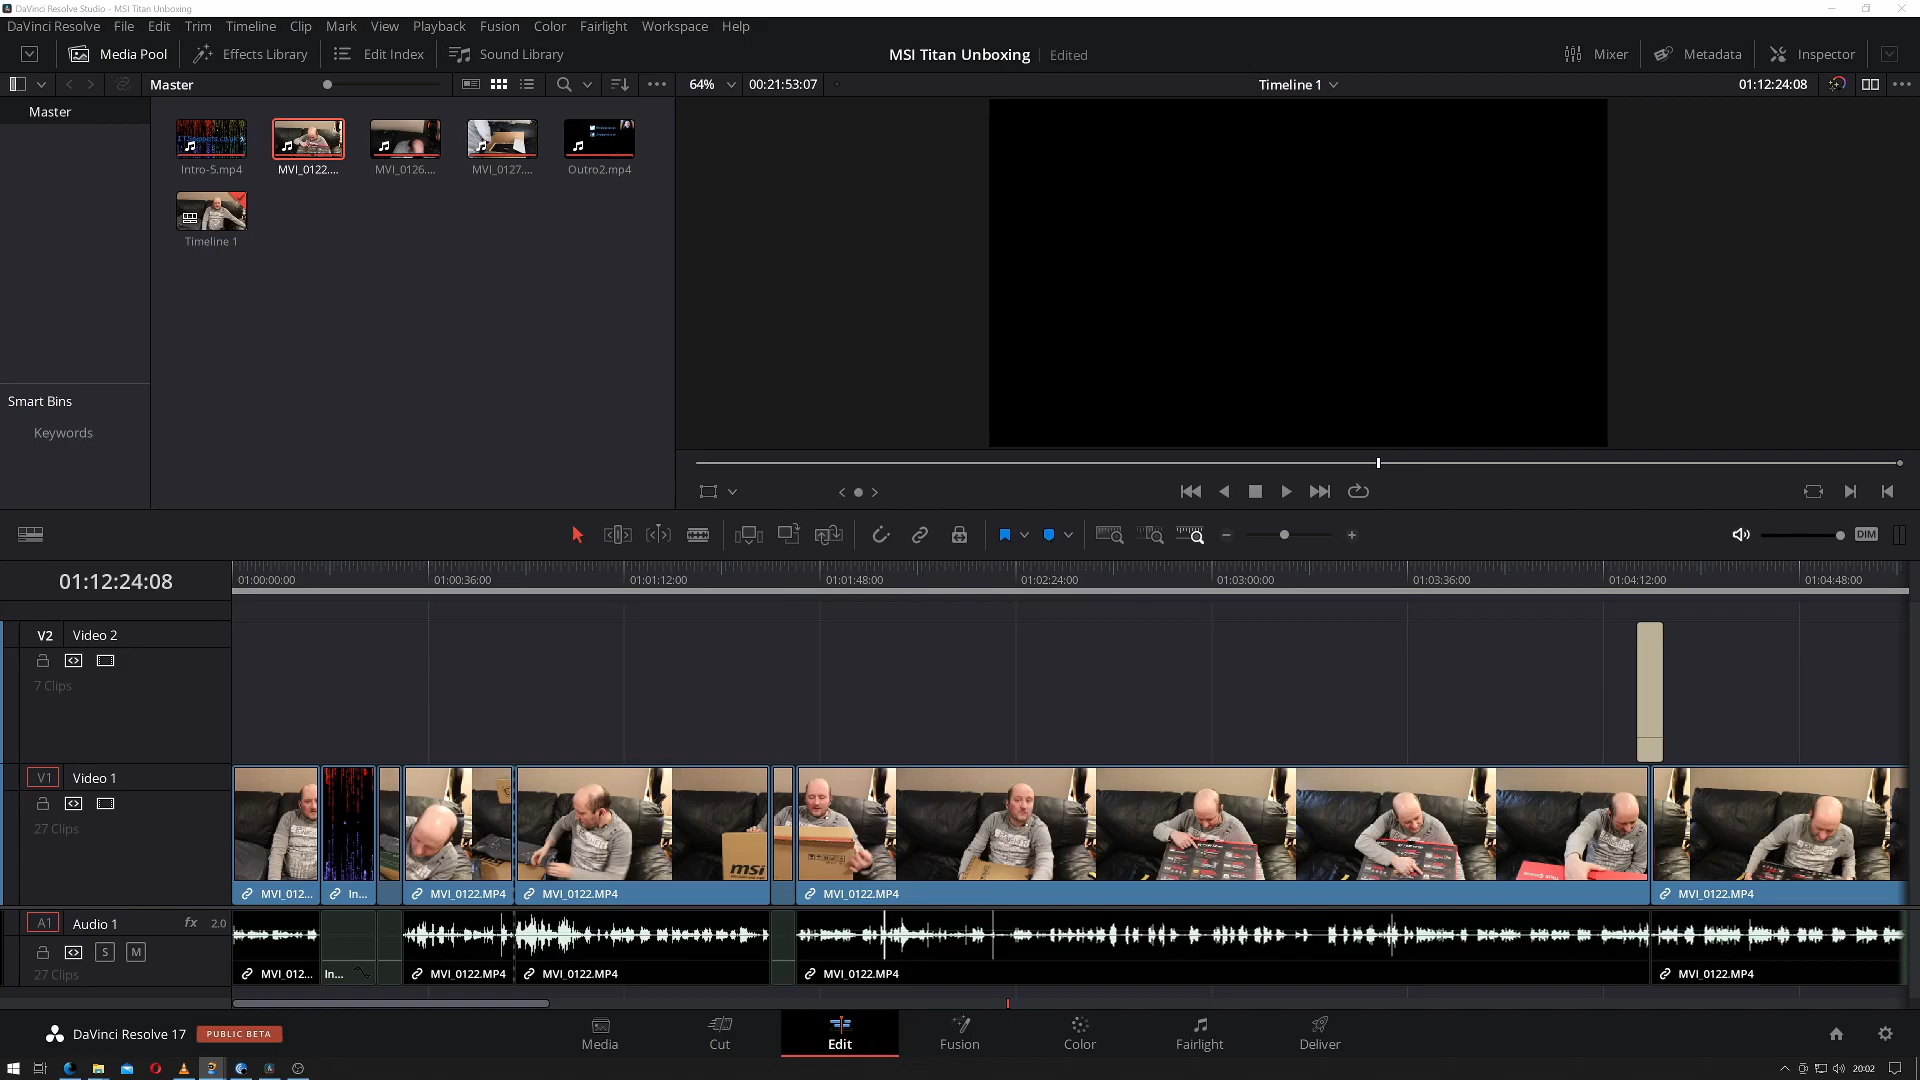 DaVinci Resolve Studio - MSI Titan Unboxing
DaVinci Resolve File Edit Trim Timeline Clip Mark View Playback Fusion Color Fairlight Workspace Help
Media Pool Effects Library Edit Index Sound Library MSI Titan Unboxing Edited Mixer Metadata Inspector
Master 64% 00:21:53:07 Timeline 1 01:12:24:08
Master
Intro-5.mp4 MVI_0122.... MVI_0126.... MVI_0127.... Outro2.mp4
Timeline 1
Smart Bins
Keywords
DIM
01:12:24:08 01:00:00:00 01:00:36:00 01:01:12:00 01:01:48:00 01:02:24:00 01:03:00:00 01:03:36:00 01:04:12:00 01:04:48:00
V2 Video 2
7 Clips
V1 Video 1
27 Clips
msi
MVI_012... In... MVI_0122.MP4 MVI_0122.MP4 MVI_0122.MP4 MVI_0122.MP4
A1 Audio 1 fx 2.0
S M
27 Clips
MVI_012... In... MVI_0122.MP4 MVI_0122.MP4 MVI_0122.MP4 MVI_0122.MP4
DaVinci Resolve 17 PUBLIC BETA
Media Cut Edit Fusion Color Fairlight Deliver
20:02